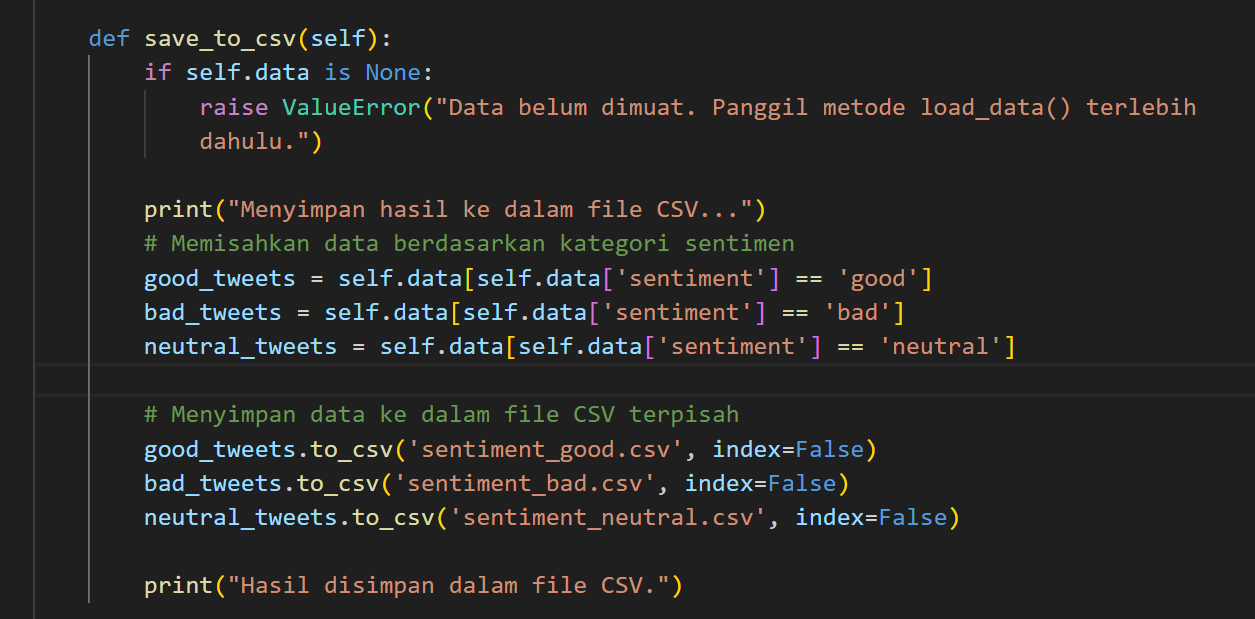 def save_to_csv(self):
if self.data is None:
raise ValueError("Data belum dimuat. Panggil metode load_data() terlebih
dahulu.")
print("Menyimpan hasil ke dalam file CSV...")
# Memisahkan data berdasarkan kategori sentimen
good_tweets = self.data[self.data['sentiment'] == 'good']
bad_tweets = self.data[self.data['sentiment'] == 'bad']
neutral_tweets = self.data[self.data['sentiment'] == 'neutral']
# Menyimpan data ke dalam file CSV terpisah
good_tweets.to_csv('sentiment_good.csv', index=False)
bad_tweets.to_csv('sentiment_bad.csv', index=False)
neutral_tweets.to_csv('sentiment_neutral.csv', index=False)
print("Hasil disimpan dalam file CSV.")